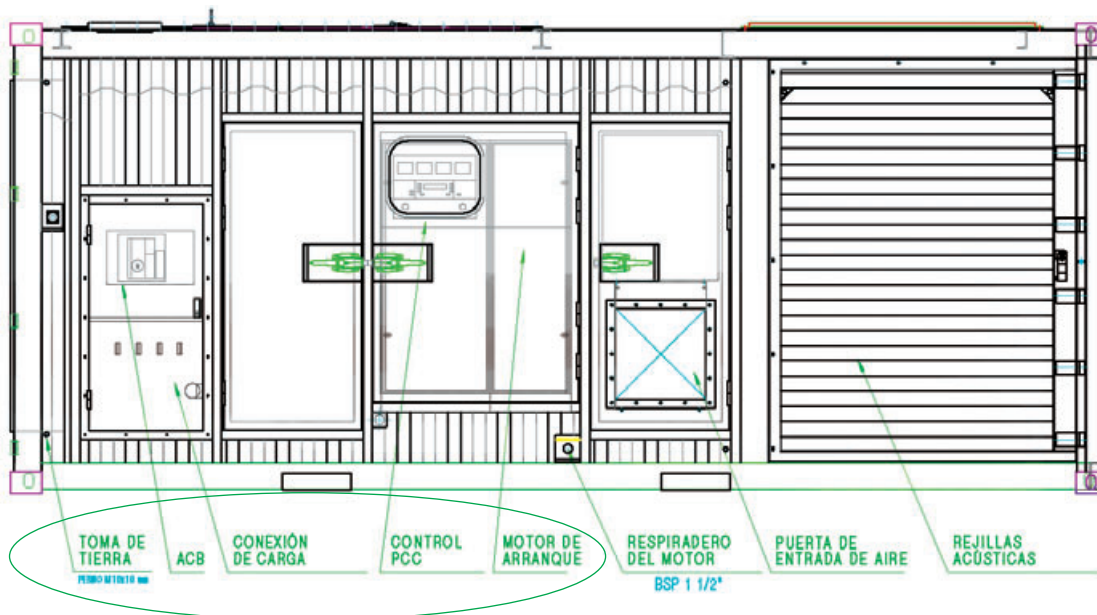 TOMA DE
TIERRA
ACB
CONEXIÓN
DE CARGA
CONTROL
PCC
MOTOR DE
ARRANQUE
RESPIRADERO
DEL MOTOR
BSP 1 1/2"
PUERTA DE
ENTRADA DE AIRE
REJILLAS
ACÚSTICAS